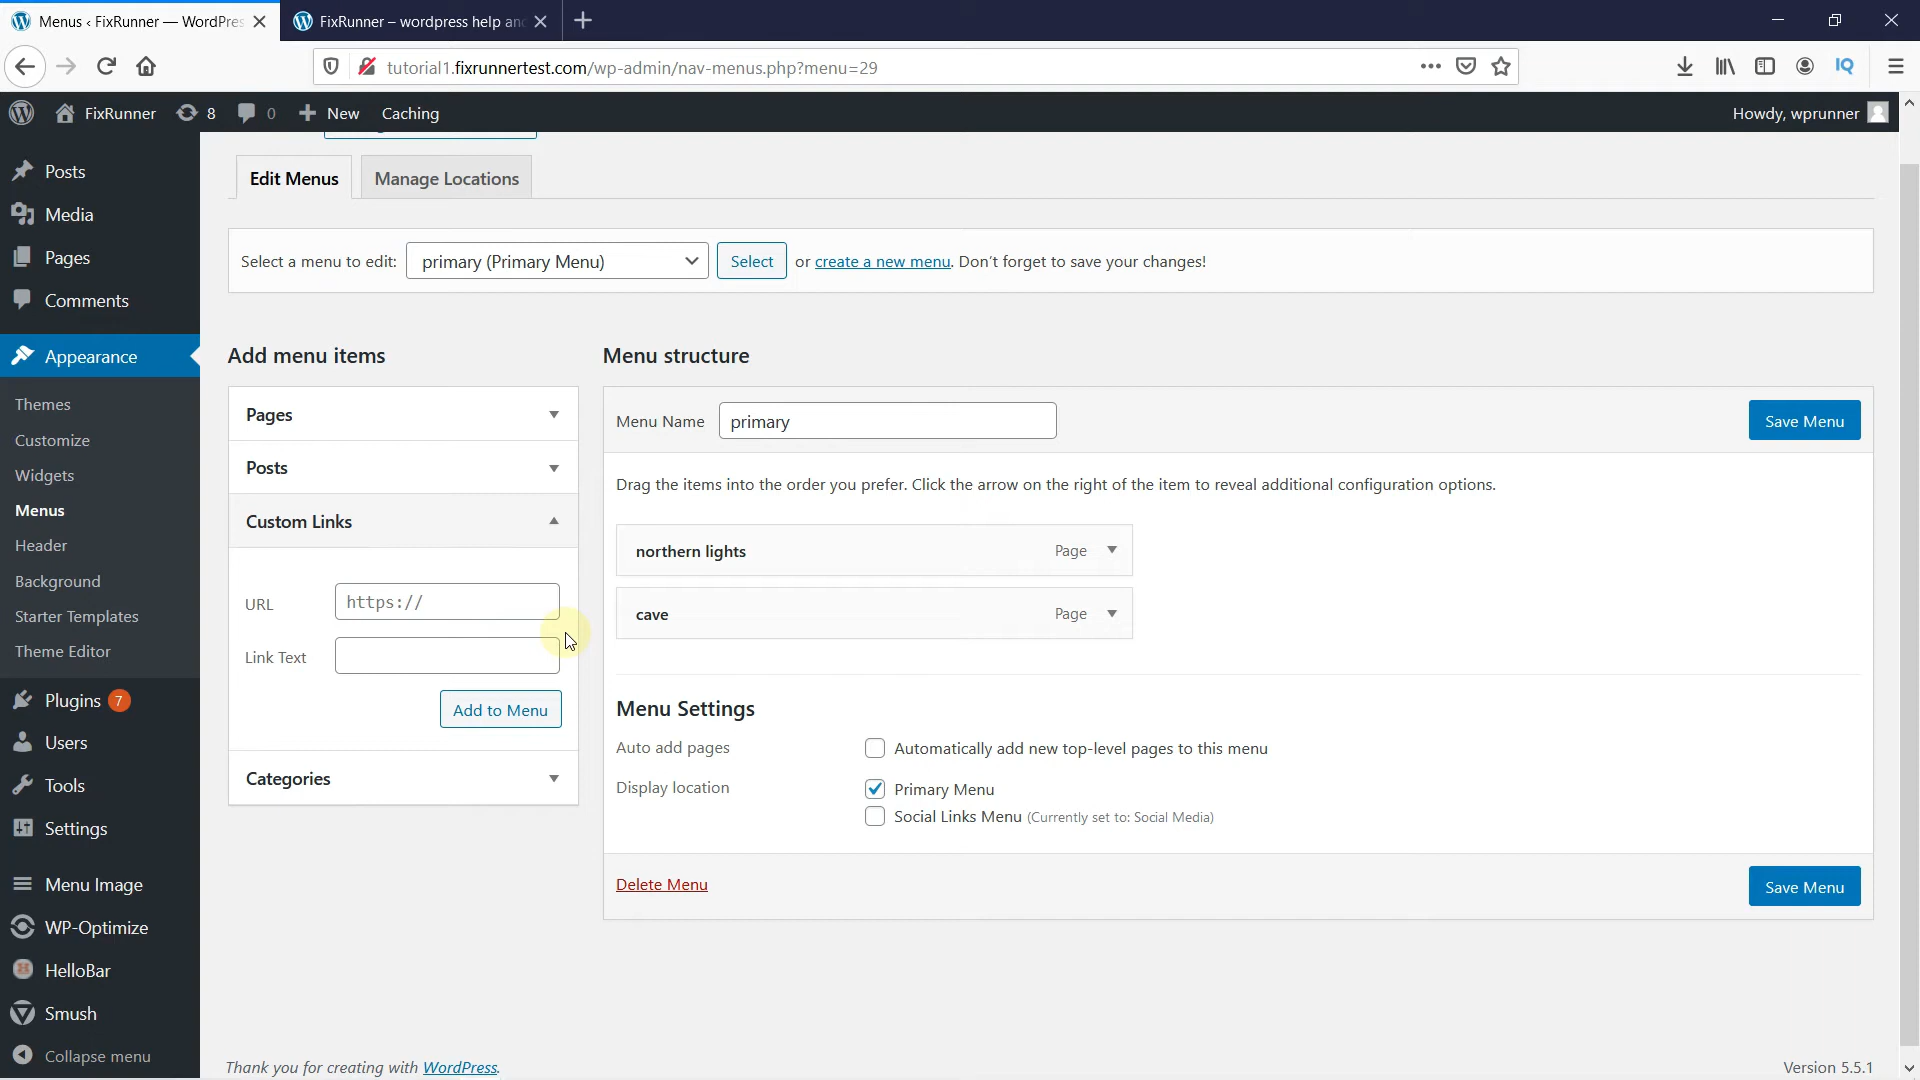 Menus ‹ FixRunner — WordPres
FixRunner – wordpress help an
tutorial1.fixrunnertest.com/wp-admin/nav-menus.php?menu=29
IQ
FixRunner 8 0 New Caching Howdy, wprunner
Posts
Media
Pages
Comments
Appearance
Themes
Customize
Widgets
Menus
Header
Background
Starter Templates
Theme Editor
Plugins 7
Users
Tools
Settings
Menu Image
WP-Optimize
HelloBar
Smush
Collapse menu
Edit Menus Manage Locations
Select a menu to edit: primary (Primary Menu) Select or create a new menu. Don't forget to save your changes!
Add menu items
Pages
Posts
Custom Links
URL https://
Link Text
Add to Menu
Categories
Menu structure
Menu Name primary Save Menu
Drag the items into the order you prefer. Click the arrow on the right of the item to reveal additional configuration options.
northern lights Page
cave Page
Menu Settings
Auto add pages Automatically add new top-level pages to this menu
Display location Primary Menu
Social Links Menu (Currently set to: Social Media)
Delete Menu Save Menu
Thank you for creating with WordPress. Version 5.5.1